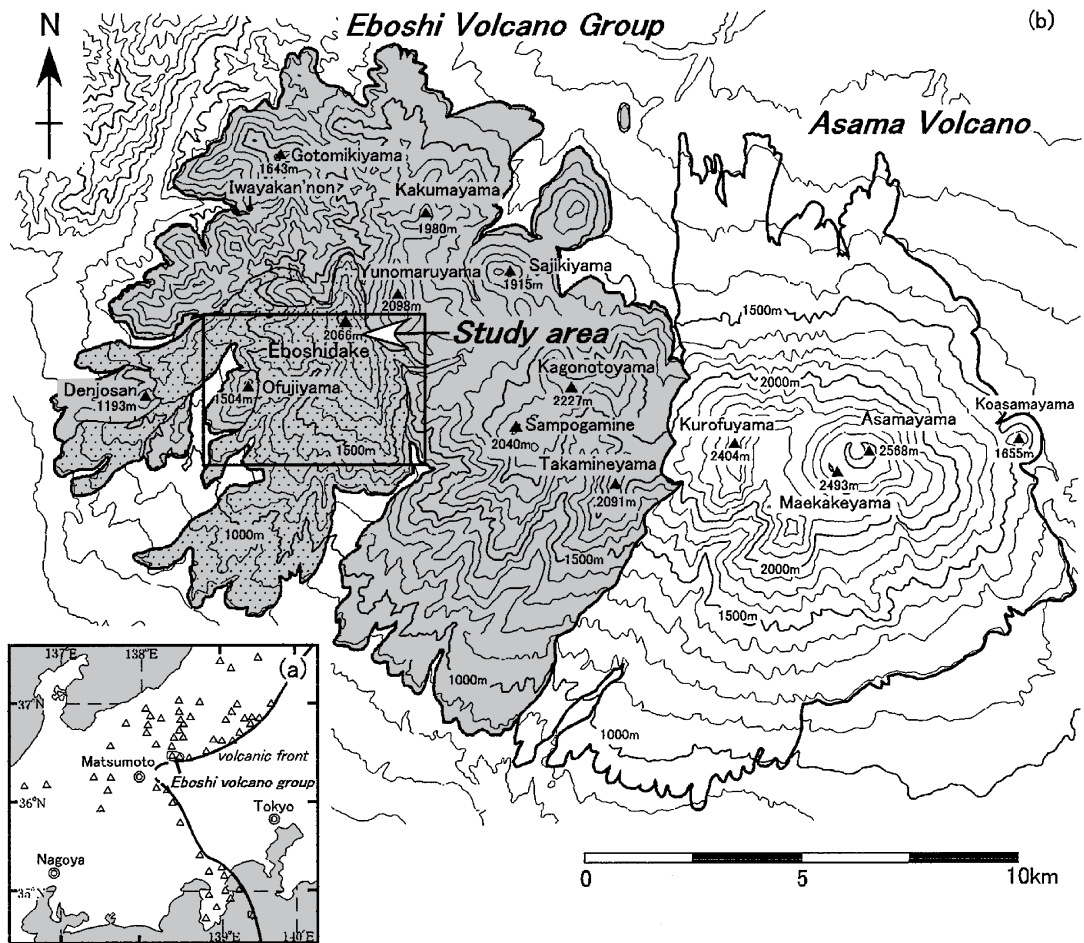 Eboshi Volcano Group
(b)
N
Asama Volcano
Gotomikiyama
1643m
Iwayakan'non
Kakumayama
1980m
Yunomaruyama
2098m
Sajikiyama
1915m
1500m
2066m
Study area
Eboshidake
2000m
Denjosan
1193m
Ofujiyama
1504m
Kagonotoyama
2227m
Koasamayama
1655m
Sampogamine
2040m
Kurofuyama
2404m
Asamayama
2568m
1500m
Takamineyama
2091m
2493m
Maekakeyama
1000m
1500m
2000m
1500m
1000m
1000m
(a)
137°E
138°E
37°N
volcanic front
Matsumoto
Eboshi volcano group
36°N
Tokyo
Nagoya
35°N
139°E
140°E
0
5
10km